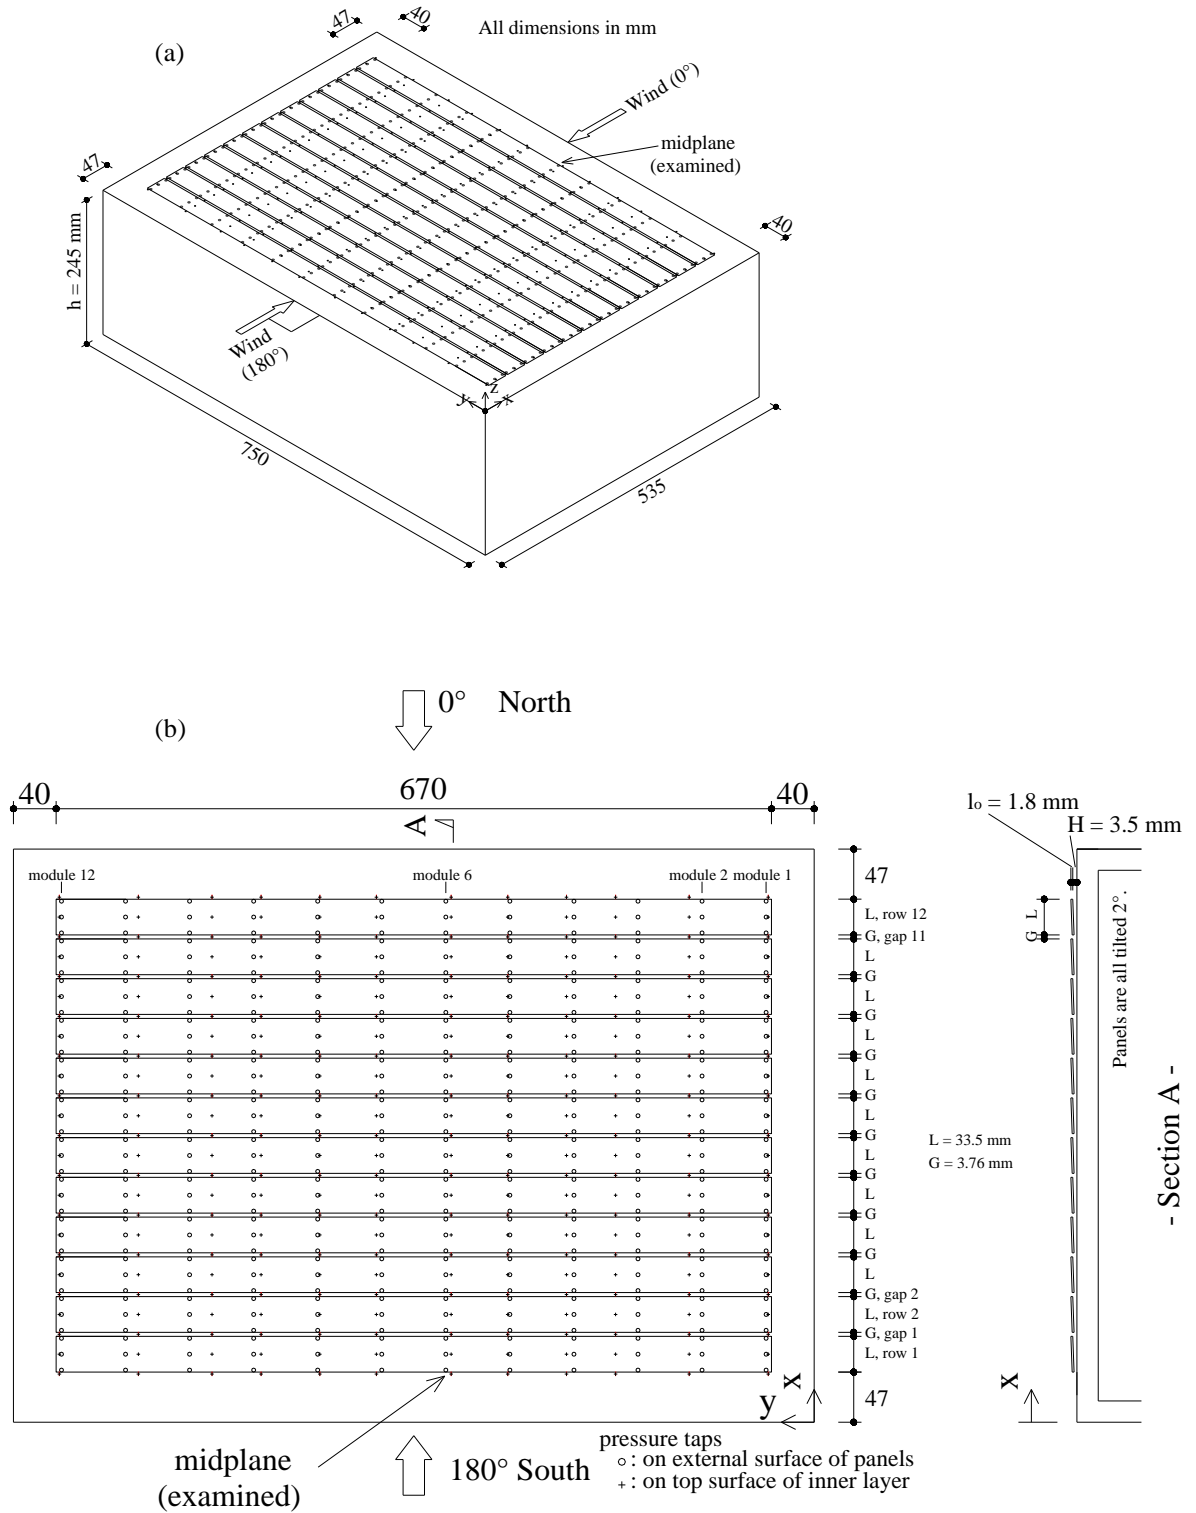 (a)
47
40
All dimensions in mm
Wind (0°)
midplane
(examined)
47
40
h = 245 mm
Wind
(180°)
z
y
x
750
535
(b)
0° North
40
670
40
A
lo = 1.8 mm
H = 3.5 mm
module 12
module 6
module 2
module 1
47
L, row 12
G, gap 11
L
G
L
G
L
G
L
G
L
G
L
G
L
G
L
G
L
G, gap 2
L, row 2
G, gap 1
L, row 1
47
L
G
Panels are all tilted 2°.
L = 33.5 mm
G = 3.76 mm
- Section A -
x
y
x
midplane
(examined)
180° South
pressure taps
: on external surface of panels
+ : on top surface of inner layer